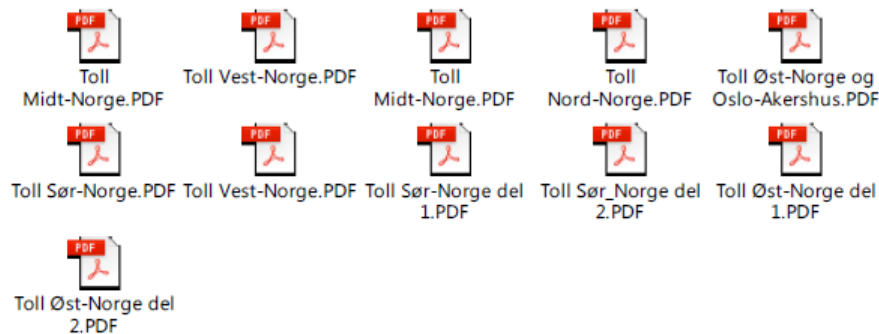 PDF PDF PDF PDF PDF
Toll Toll Vest-Norge.PDF Toll Toll Toll Øst-Norge og
Midt-Norge.PDF Midt-Norge.PDF Nord-Norge.PDF Oslo-Akershus.PDF
PDF PDF PDF PDF PDF
Toll Sør-Norge.PDF Toll Vest-Norge.PDF Toll Sør-Norge del Toll Sør_Norge del Toll Øst-Norge del
1.PDF 2.PDF 1.PDF
PDF
Toll Øst-Norge del
2.PDF